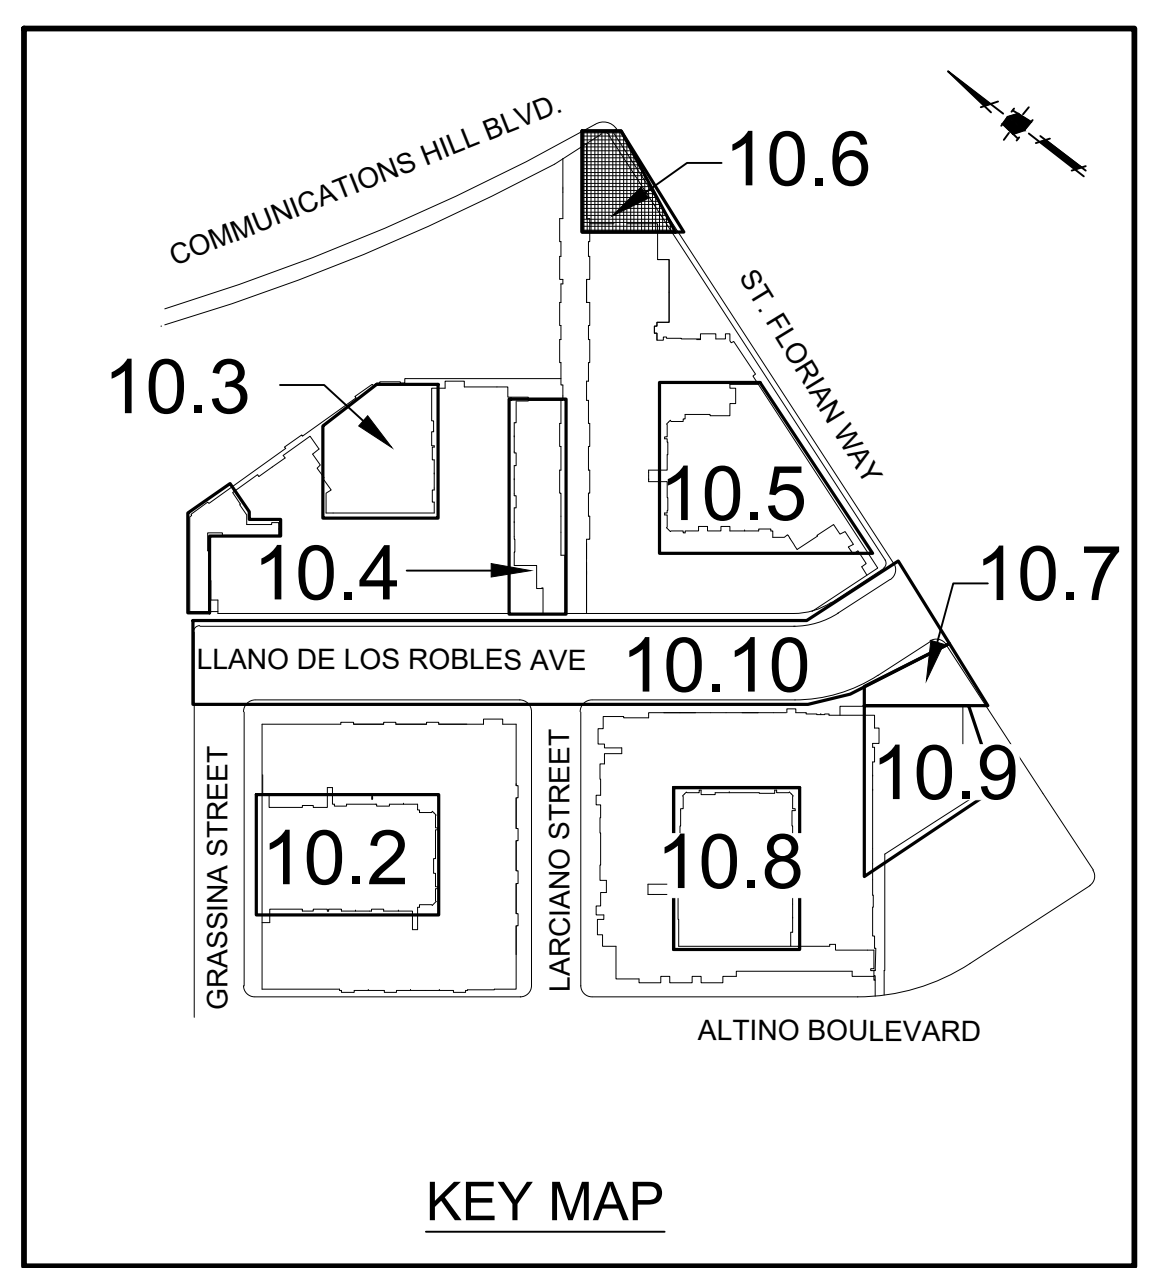 COMMUNICATIONS HILL BLVD.
10.6
ST. FLORIAN WAY
10.3
10.5
10.4
10.7
LLANO DE LOS ROBLES AVE
10.10
GRASSINA STREET
LARCIANO STREET
10.9
10.2
10.8
ALTINO BOULEVARD
KEY MAP